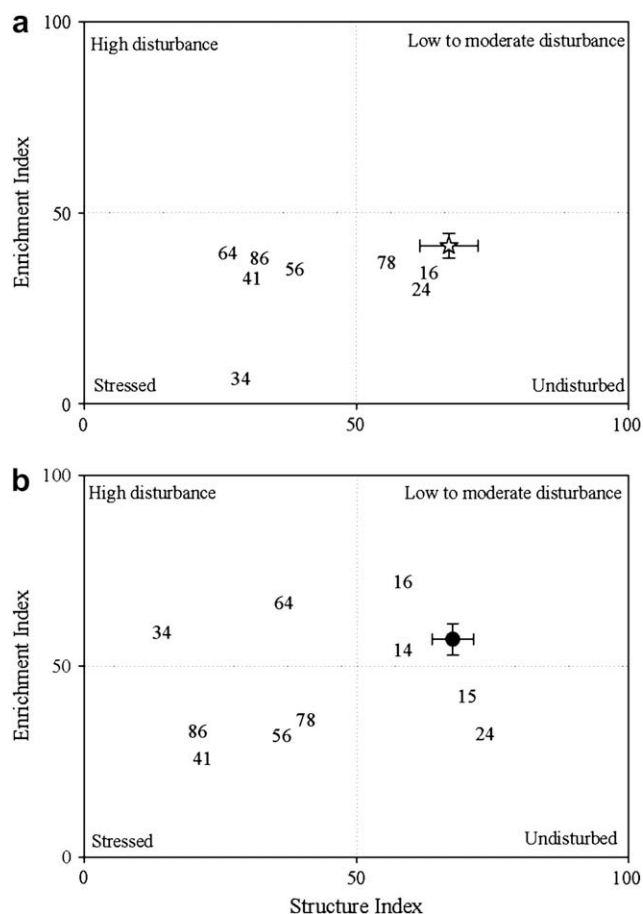 a
100
High disturbance
Low to moderate disturbance
Enrichment Index
50
64
86
41
56
78
16
24
34
Stressed
Undisturbed
0
0
50
100
b
100
High disturbance
Low to moderate disturbance
Enrichment Index
16
64
34
14
50
15
78
24
86
56
41
Stressed
Undisturbed
0
0
50
100
Structure Index